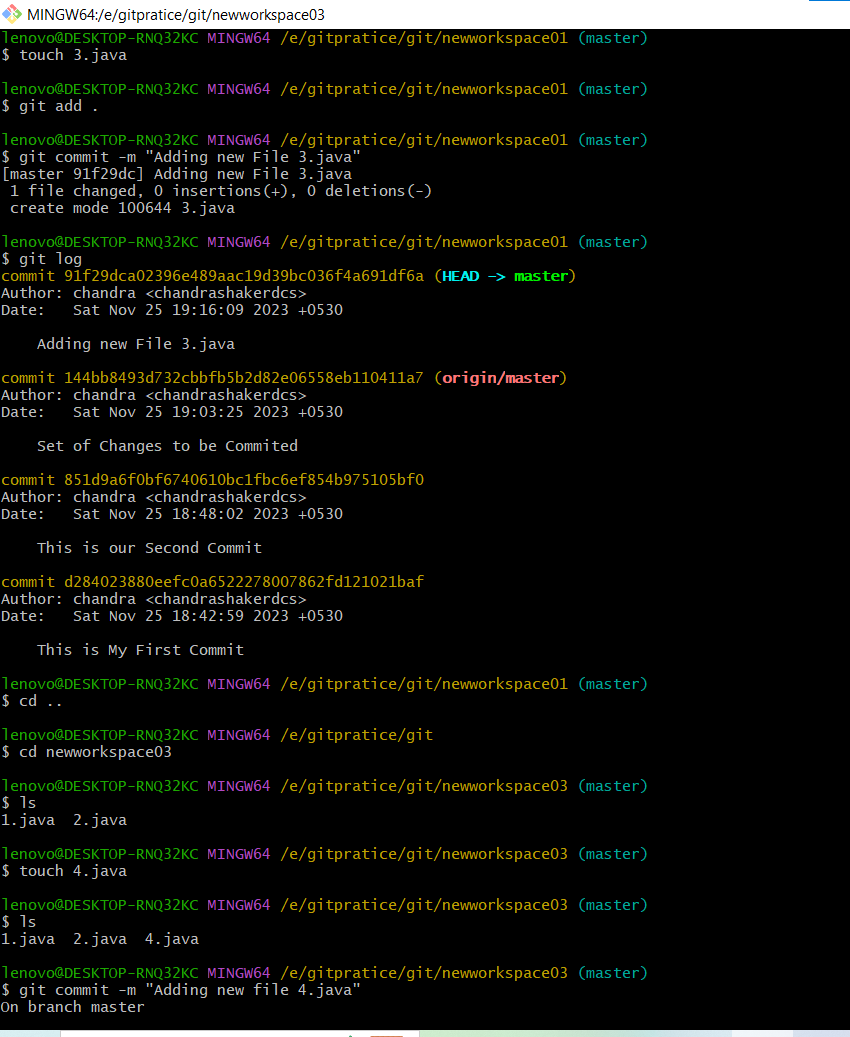 MINGW64:/e/gitpratice/git/newworkspace03
lenovo@DESKTOP-RNQ32KC MINGW64 /e/gitpratice/git/newworkspace01 (master)
$ touch 3.java
lenovo@DESKTOP-RNQ32KC MINGW64 /e/gitpratice/git/newworkspace01 (master)
$ git add .
lenovo@DESKTOP-RNQ32KC MINGW64 /e/gitpratice/git/newworkspace01 (master)
$ git commit -m "Adding new File 3.java"
[master 91f29dc] Adding new File 3.java
 1 file changed, 0 insertions(+), 0 deletions(-)
 create mode 100644 3.java
lenovo@DESKTOP-RNQ32KC MINGW64 /e/gitpratice/git/newworkspace01 (master)
$ git log
commit 91f29dca02396e489aac19d39bc036f4a691df6a (HEAD -> master)
Author: chandra <chandrashakerdcs>
Date:   Sat Nov 25 19:16:09 2023 +0530
    Adding new File 3.java
commit 144bb8493d732cbbfb5b2d82e06558eb110411a7 (origin/master)
Author: chandra <chandrashakerdcs>
Date:   Sat Nov 25 19:03:25 2023 +0530
    Set of Changes to be Commited
commit 851d9a6f0bf6740610bc1fbc6ef854b975105bf0
Author: chandra <chandrashakerdcs>
Date:   Sat Nov 25 18:48:02 2023 +0530
    This is our Second Commit
commit d284023880eefc0a6522278007862fd121021baf
Author: chandra <chandrashakerdcs>
Date:   Sat Nov 25 18:42:59 2023 +0530
    This is My First Commit
lenovo@DESKTOP-RNQ32KC MINGW64 /e/gitpratice/git/newworkspace01 (master)
$ cd ..
lenovo@DESKTOP-RNQ32KC MINGW64 /e/gitpratice/git
$ cd newworkspace03
lenovo@DESKTOP-RNQ32KC MINGW64 /e/gitpratice/git/newworkspace03 (master)
$ ls
1.java  2.java
lenovo@DESKTOP-RNQ32KC MINGW64 /e/gitpratice/git/newworkspace03 (master)
$ touch 4.java
lenovo@DESKTOP-RNQ32KC MINGW64 /e/gitpratice/git/newworkspace03 (master)
$ ls
1.java  2.java  4.java
lenovo@DESKTOP-RNQ32KC MINGW64 /e/gitpratice/git/newworkspace03 (master)
$ git commit -m "Adding new file 4.java"
On branch master